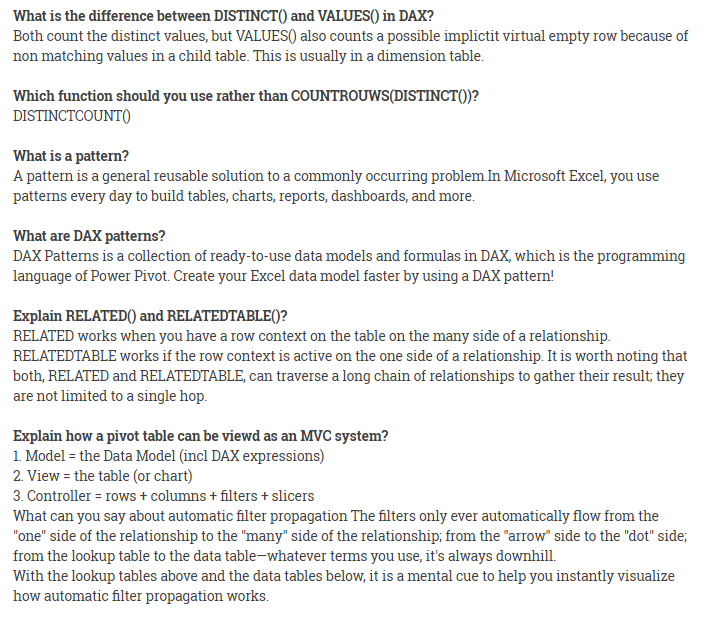 What is the difference between DISTINCT() and VALUES() in DAX?
Both count the distinct values, but VALUES() also counts a possible implictit virtual empty row because of
non matching values in a child table. This is usually in a dimension table.
Which function should you use rather than COUNTROUWS(DISTINCT())?
DISTINCTCOUNT()
What is a pattern?
A pattern is a general reusable solution to a commonly occurring problem.In Microsoft Excel, you use
patterns every day to build tables, charts, reports, dashboards, and more.
What are DAX patterns?
DAX Patterns is a collection of ready-to-use data models and formulas in DAX, which is the programming
language of Power Pivot. Create your Excel data model faster by using a DAX pattern!
Explain RELATED() and RELATEDTABLE()?
RELATED works when you have a row context on the table on the many side of a relationship.
RELATEDTABLE works if the row context is active on the one side of a relationship. It is worth noting that
both, RELATED and RELATEDTABLE, can traverse a long chain of relationships to gather their result; they
are not limited to a single hop.
Explain how a pivot table can be viewd as an MVC system?
1. Model = the Data Model (incl DAX expressions)
2. View = the table (or chart)
3. Controller = rows + columns + filters + slicers
What can you say about automatic filter propagation The filters only ever automatically flow from the
"one" side of the relationship to the "many" side of the relationship; from the "arrow" side to the "dot" side;
from the lookup table to the data table—whatever terms you use, it's always downhill.
With the lookup tables above and the data tables below, it is a mental cue to help you instantly visualize
how automatic filter propagation works.